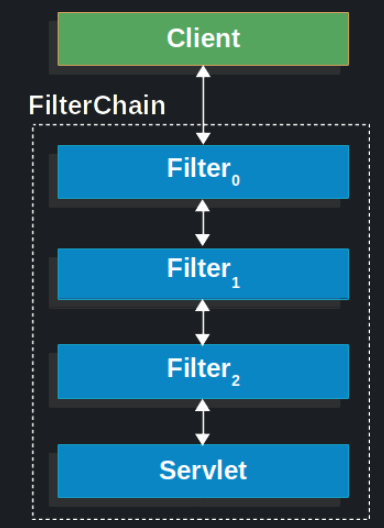 Client
FilterChain
Filter₀
Filter₁
Filter₂
Servlet